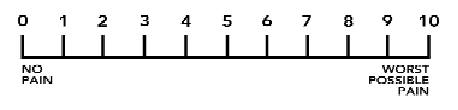 0 1 2 3 4 5 6 7 8 9 10
NO
PAIN
WORST
POSSIBLE
PAIN